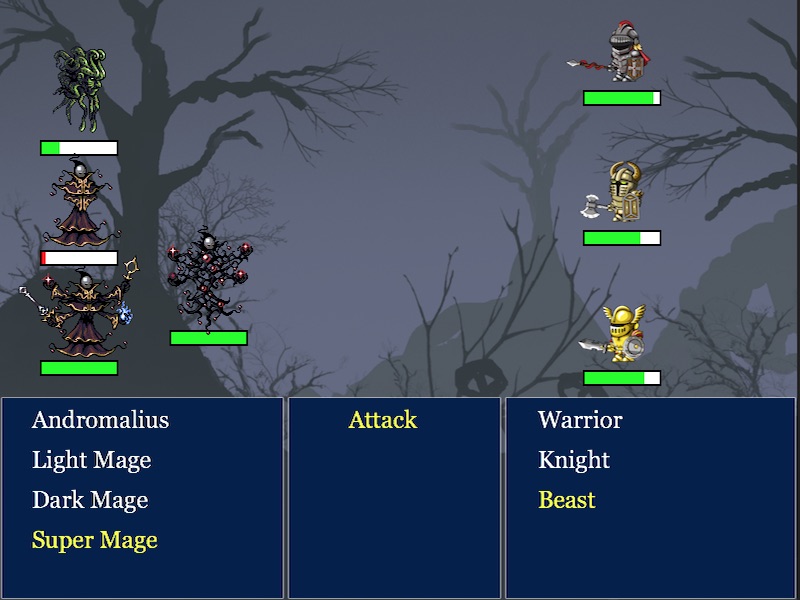 Andromalius
Light Mage
Dark Mage
Super Mage
Attack
Warrior
Knight
Beast